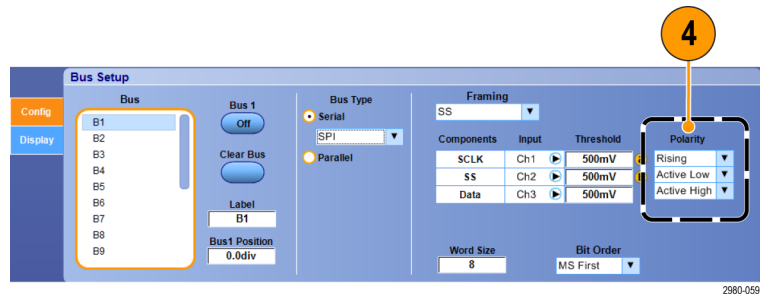 4
Bus Setup
Config
Display
Bus
B1
B2
B3
B4
B5
B6
B7
B8
B9
Bus 1
Off
Clear Bus
Label
B1
Bus1 Position
0.0div
Bus Type
Serial
SPI
Parallel
Framing
SS
Components Input Threshold Polarity
SCLK Ch1 500mV Rising
SS Ch2 500mV Active Low
Data Ch3 500mV Active High
Word Size
8
Bit Order
MS First
2980-059